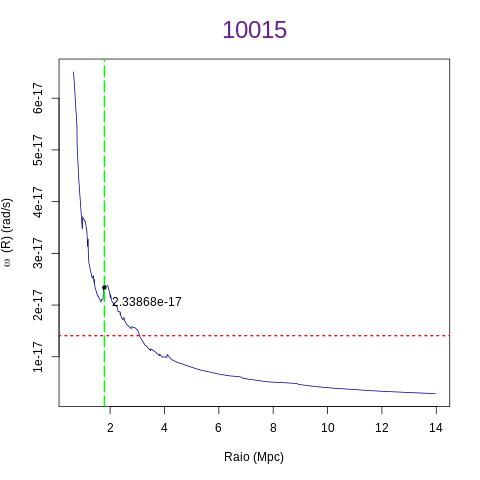 10015
ω (R) (rad/s)
6e-17
5e-17
4e-17
3e-17
2e-17
1e-17
2.33868e-17
2 4 6 8 10 12 14
Raio (Mpc)